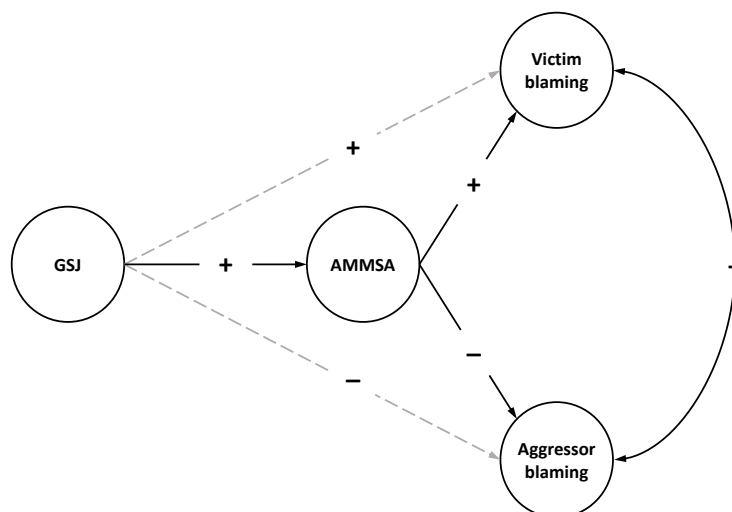 Victim
blaming
+
+
GSJ
+
AMMSA
−
−
Aggressor
blaming